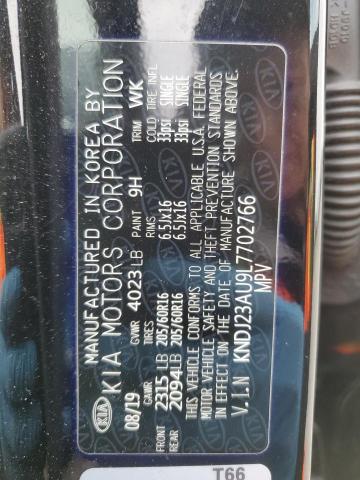 MANUFACTURED IN KOREA BY
KIA MOTORS CORPORATION
KIA
08/19 GVWR 4023 LB PAINT 9H TRIM WK
GAWR TIRES RIMS COLD TIRE INFL
FRONT 2315 LB 205/60R16 6.5Jx16 33psi SINGLE
REAR 2094LB 205/60R16 6.5Jx16 33psi SINGLE
THIS VEHICLE CONFORMS TO ALL APPLICABLE U.S.A. FEDERAL
MOTOR VEHICLE SAFETY AND THEFT PREVENTION STANDARDS
IN EFFECT ON THE DATE OF MANUFACTURE SHOWN ABOVE.
V.I.N KNDJ23AU9L7702766
MPV
T66